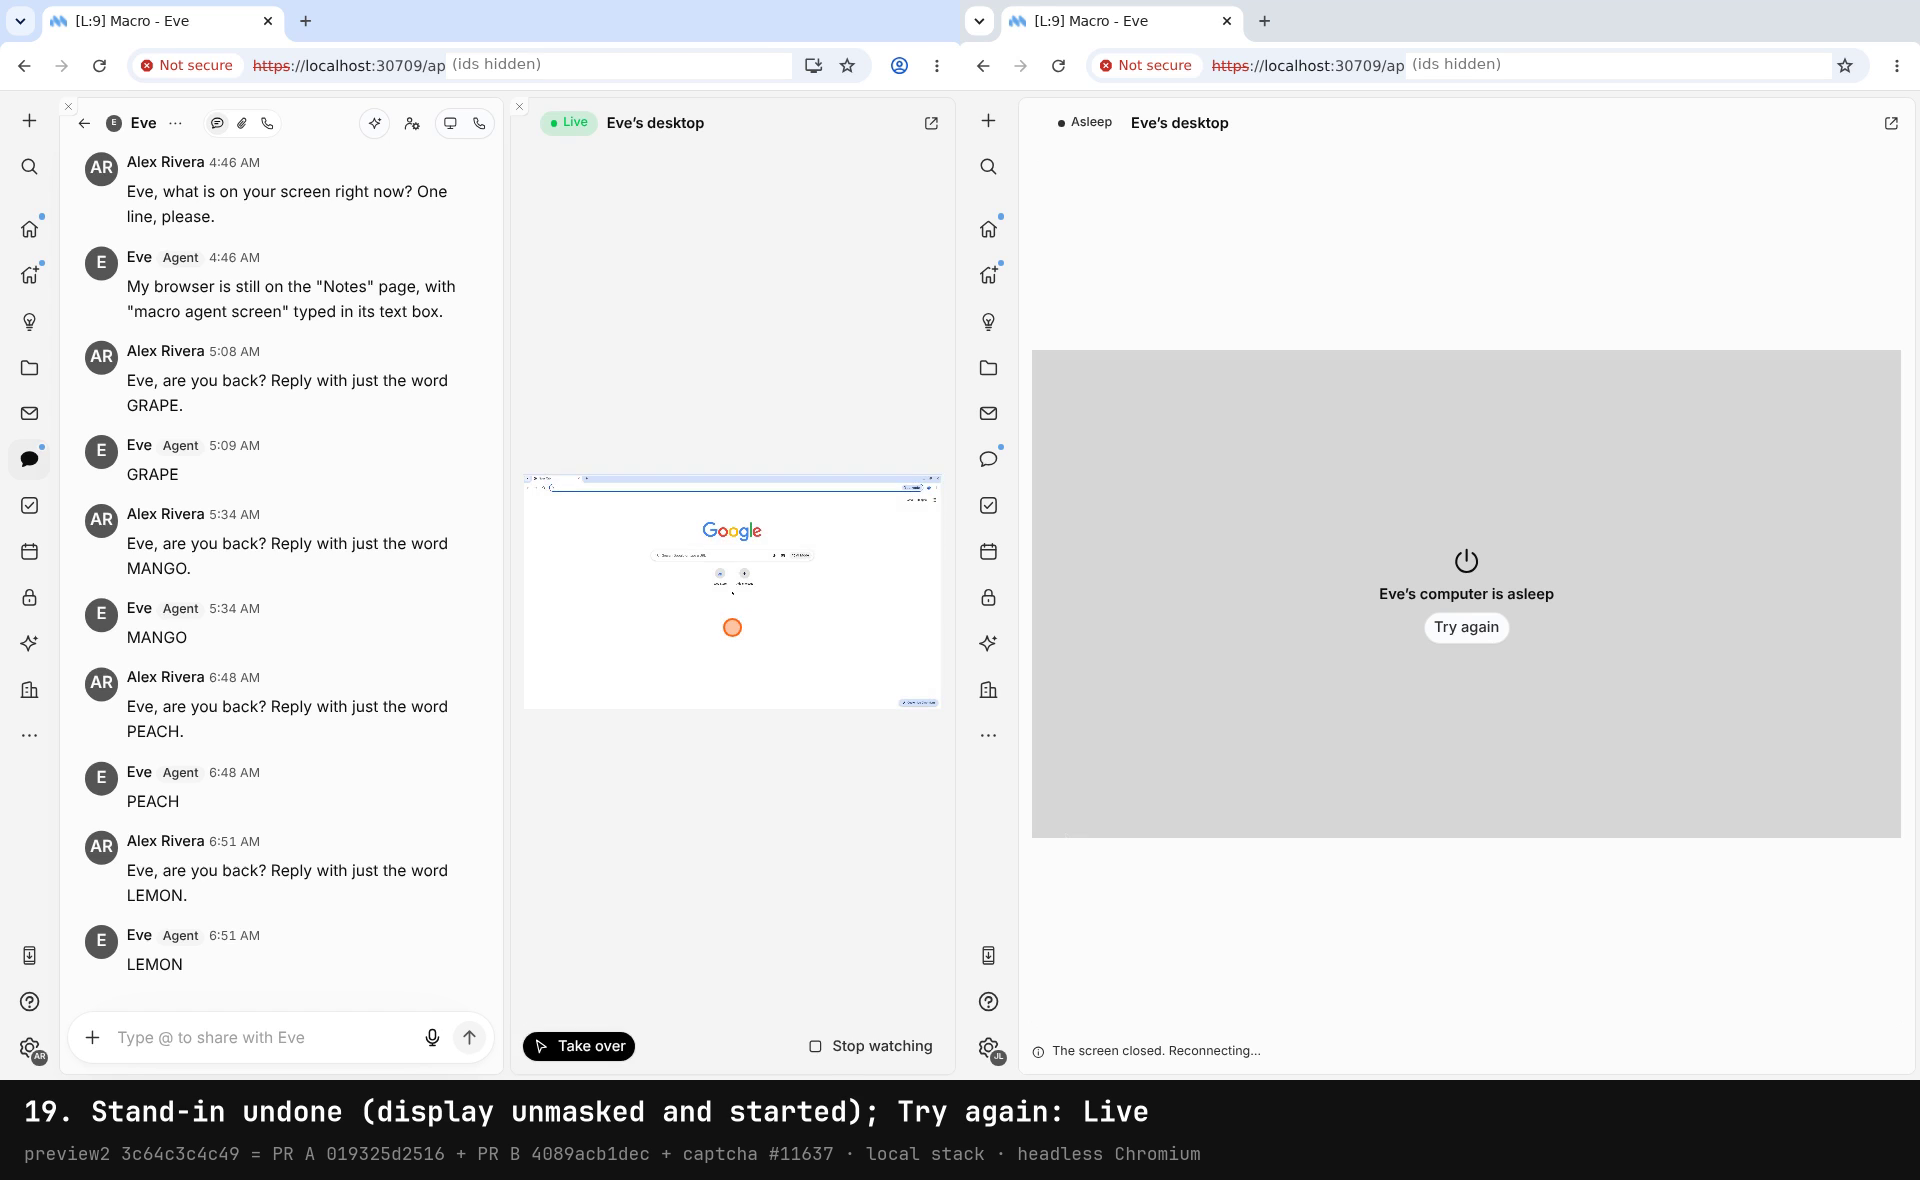 [L:9] Macro - Eve
Not secure
https://localhost:30709/ap
(ids hidden)
E
Eve
Live
Eve's desktop
AR
Alex Rivera 4:46 AM
Eve, what is on your screen right now? One
line, please.
E
Eve Agent 4:46 AM
My browser is still on the "Notes" page, with
"macro agent screen" typed in its text box.
AR
Alex Rivera 5:08 AM
Eve, are you back? Reply with just the word
GRAPE.
E
Eve Agent 5:09 AM
GRAPE
AR
Alex Rivera 5:34 AM
Eve, are you back? Reply with just the word
MANGO.
E
Eve Agent 5:34 AM
MANGO
AR
Alex Rivera 6:48 AM
Eve, are you back? Reply with just the word
PEACH.
E
Eve Agent 6:48 AM
PEACH
AR
Alex Rivera 6:51 AM
Eve, are you back? Reply with just the word
LEMON.
E
Eve Agent 6:51 AM
LEMON
Type @ to share with Eve
AR
Google
Take over
Stop watching
[L:9] Macro - Eve
Not secure
https://localhost:30709/ap
(ids hidden)
Asleep
Eve's desktop
Eve's computer is asleep
Try again
The screen closed. Reconnecting...
JL
19. Stand-in undone (display unmasked and started); Try again: Live
preview2 3c64c3c4c49 = PR A 019325d2516 + PR B 4089acb1dec + captcha #11637 · local stack · headless Chromium